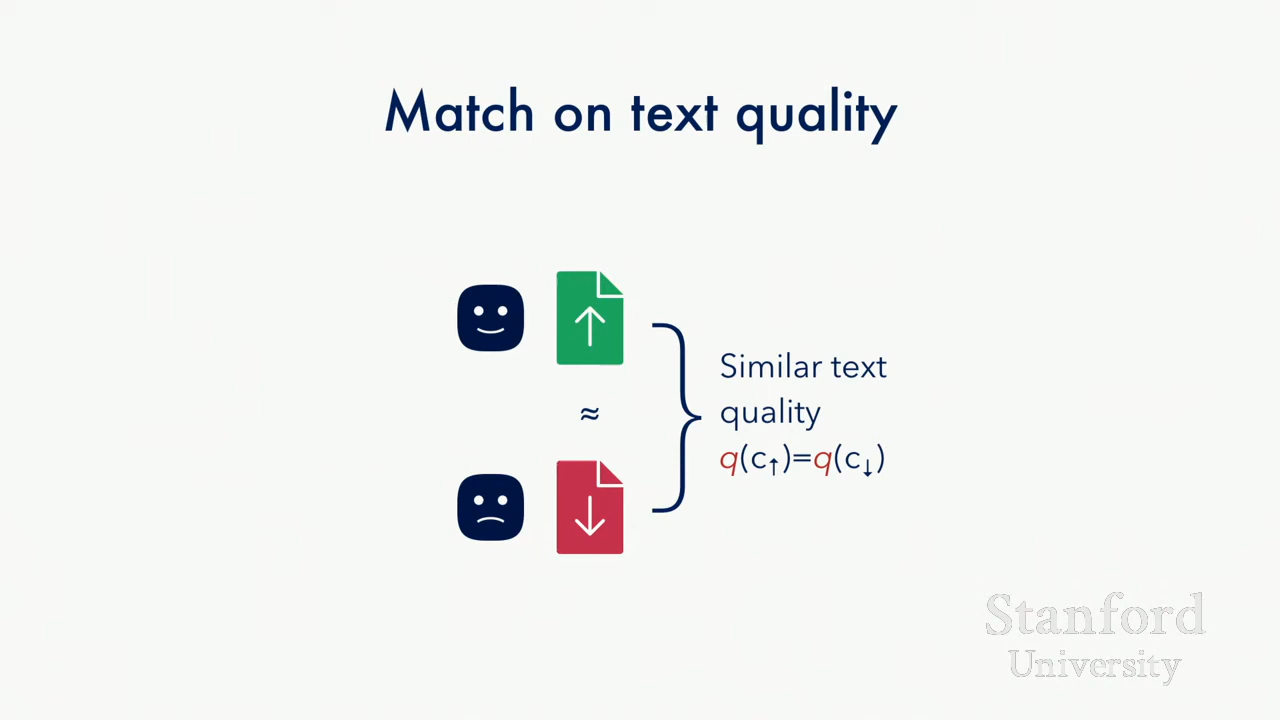 Match on text quality
≈
Similar text
quality
q(c↑)=q(c↓)
Stanford
University